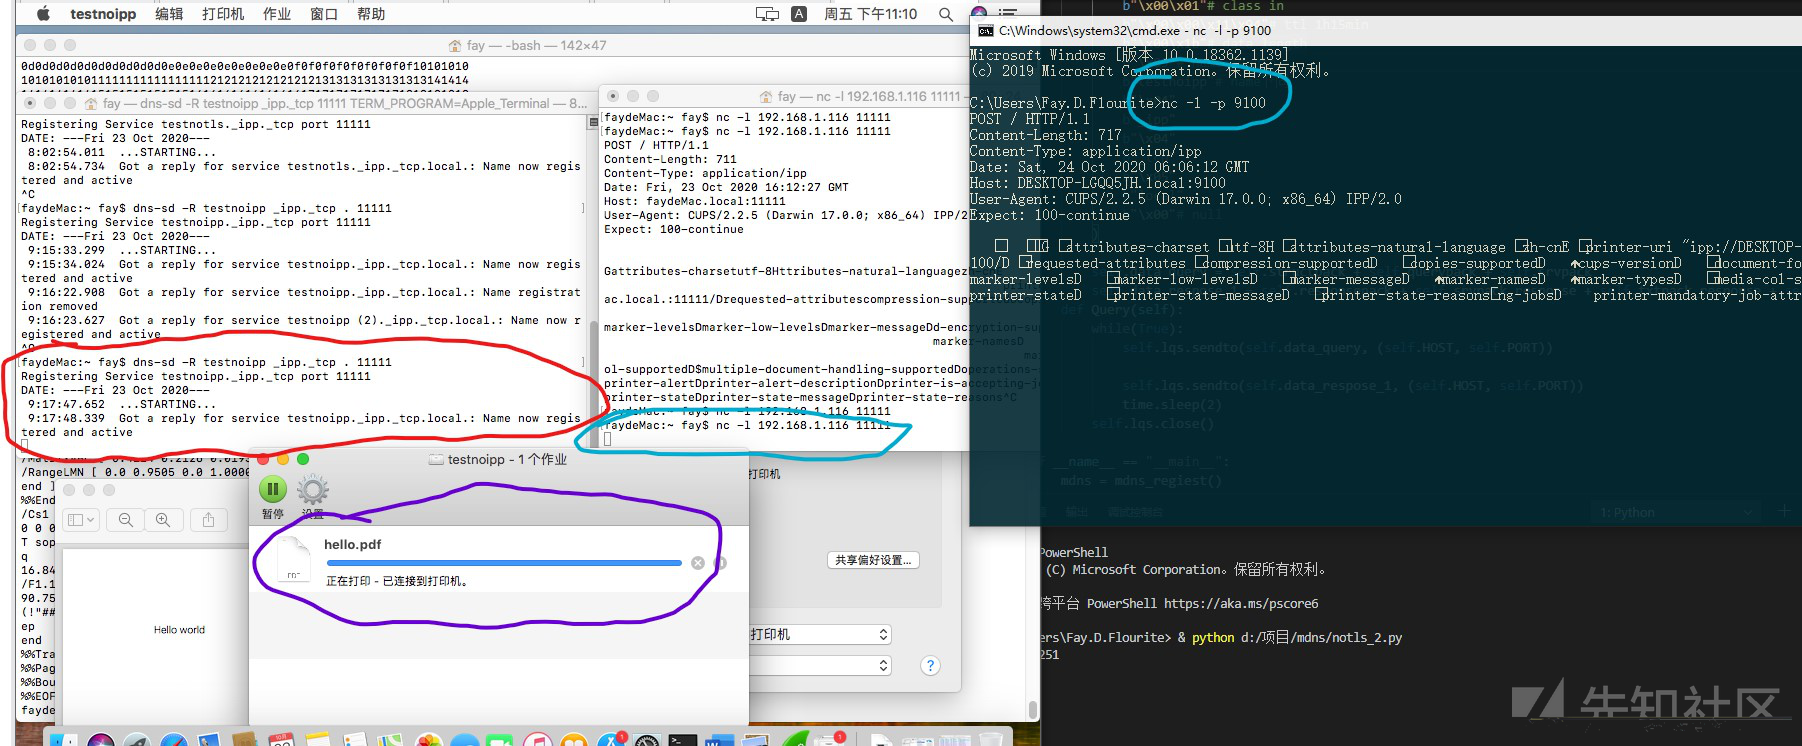 testnoipp 编辑 打印机 作业 窗口 帮助
周五 下午11:10
fay — -bash — 142×47
0d0d0d0d0d0d0d0d0d0e0e0e0e0e0e0e0e0f0f0f0f0f0f0f0f10101010
fay — dns-sd -R testnoipp _ipp._tcp 11111 TERM_PROGRAM=Apple_Terminal — 8...
Registering Service testnotls._ipp._tcp port 11111
DATE: ---Fri 23 Oct 2020---
8:02:54.011 ...STARTING...
8:02:54.734 Got a reply for service testnotls._ipp._tcp.local.: Name now regis
tered and active
^C
[faydeMac:~ fay$ dns-sd -R testnoipp _ipp._tcp . 11111 ]
Registering Service testnoipp._ipp._tcp port 11111
DATE: ---Fri 23 Oct 2020---
9:15:33.299 ...STARTING...
9:15:34.024 Got a reply for service testnoipp._ipp._tcp.local.: Name now regis
tered and active
9:16:22.908 Got a reply for service testnoipp._ipp._tcp.local.: Name registrat
ion removed
9:16:23.627 Got a reply for service testnoipp (2)._ipp._tcp.local.: Name now r
egistered and active
[faydeMac:~ fay$ dns-sd -R testnoipp _ipp._tcp . 11111 ]
Registering Service testnoipp._ipp._tcp port 11111
DATE: ---Fri 23 Oct 2020---
9:17:47.652 ...STARTING...
9:17:48.339 Got a reply for service testnoipp._ipp._tcp.local.: Name now regis
tered and active
fay — nc -l 192.168.1.116 11111
[faydeMac:~ fay$ nc -l 192.168.1.116 11111
[faydeMac:~ fay$ nc -l 192.168.1.116 11111
POST / HTTP/1.1
Content-Length: 711
Content-Type: application/ipp
Date: Fri, 23 Oct 2020 16:12:27 GMT
Host: faydeMac.local:11111
User-Agent: CUPS/2.2.5 (Darwin 17.0.0; x86_64) IPP/2
Expect: 100-continue
Gattributes-charsetutf-8Httributes-natural-languagez
ac.local.:11111/Drequested-attributescompression-sup
marker-levelsDmarker-low-levelsDmarker-messageDd-encryption-su
marker-namesD
ma
ol-supportedD$multiple-document-handling-supportedDoperations-
printer-alertDprinter-alert-descriptionDprinter-is-accepting-j
printer-stateDprinter-state-messageDprinter-state-reasons^C
[faydeMac:~ fay$ nc -l 192.168.1.116 11111
[faydeMac:~ fay$ nc -l 192.168.1.116 11111
/RangeLMN [ 0.0 0.9505 0.0 1.0000
end ]
%%End
/Cs1
0 0 0
T sop
q
16.84
/F1.1
90.75
(!"##
ep
end
%%Tra
%%Pag
%%Bou
%%EOF
fayde
Hello world
testnoipp - 1 个作业
暂停 设置
hello.pdf
正在打印 - 已连接到打印机。
打印机
共享偏好设置...
打印机
?
b"\x00\x01"# class in
C:\Windows\system32\cmd.exe - nc -l -p 9100
Microsoft Windows [版本 10.0.18362.1139]
(c) 2019 Microsoft Corporation。保留所有权利。
C:\Users\Fay.D.Flourite>nc -l -p 9100
POST / HTTP/1.1
Content-Length: 717
Content-Type: application/ipp
Date: Sat, 24 Oct 2020 06:06:12 GMT
Host: DESKTOP-LGQQ5JH.local:9100
User-Agent: CUPS/2.2.5 (Darwin 17.0.0; x86_64) IPP/2.0
Expect: 100-continue
attributes-charset utf-8H attributes-natural-language zh-cnE printer-uri "ipp://DESKTOP-
100/D requested-attributes compression-supportedD copies-supportedD cups-versionD document-fo
marker-levelsD marker-low-levelsD marker-messageD marker-namesD marker-typesD media-col-s
printer-stateD printer-state-messageD printer-state-reasons ng-jobsD printer-mandatory-job-attr
def Query(self):
while(True):
self.lqs.sendto(self.data_query, (self.HOST, self.PORT))
self.lqs.sendto(self.data_respose_1, (self.HOST, self.PORT))
time.sleep(2)
self.lqs.close()
__name__ == "__main__":
mdns = mdns_regiest()
输出 调试控制台 1: Python
PowerShell
(C) Microsoft Corporation。保留所有权利。
跨平台 PowerShell https://aka.ms/pscore6
ers\Fay.D.Flourite> & python d:/项目/mdns/notls_2.py
251
先知社区